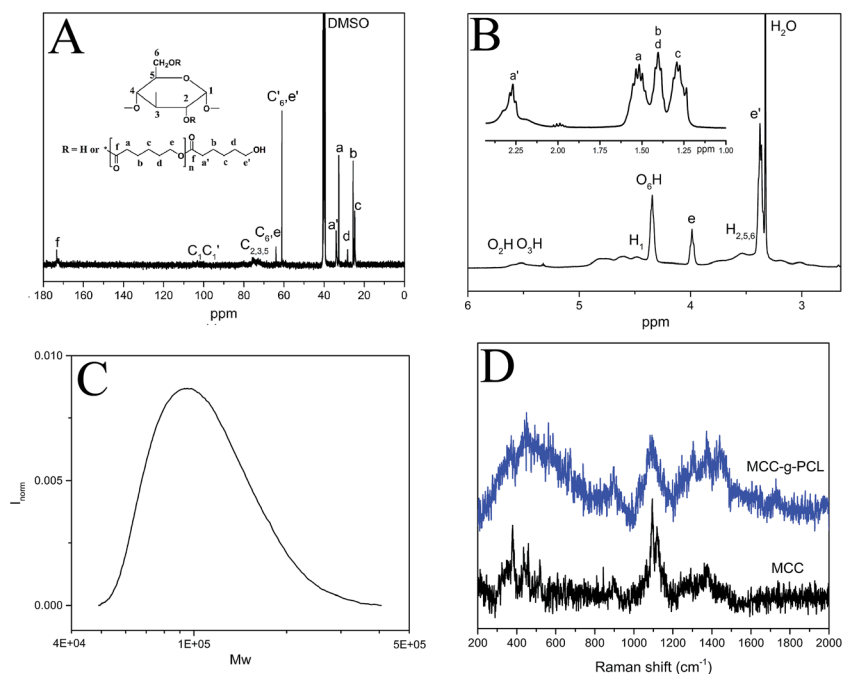 A
DMSO
6
CH₂OR
5
O
4
1
O
O
3
2
OR
C'₆,e'
R = H or
*
f
a
c
e
O
b
d
O
O
n
f
a'
b
c
d
e'
OH
f
C₁C₁'
C₂,₃,₅
C₆,e
a'
a
d
b
c
180 160 140 120 100 80 60 40 20 0
ppm
B
H₂O
a'
a
b
d
c
2.25 2.00 1.75 1.50 1.25 ppm 1.00
e'
O₆H
O₂H O₃H
H₁
e
H₂,₅,₆
6 5 4 3
ppm
C
0.010
0.005
0.000
Iₙₒᵣₘ
4E+04 1E+05 5E+05
Mw
D
MCC-g-PCL
MCC
200 400 600 800 1000 1200 1400 1600 1800 2000
Raman shift (cm⁻¹)